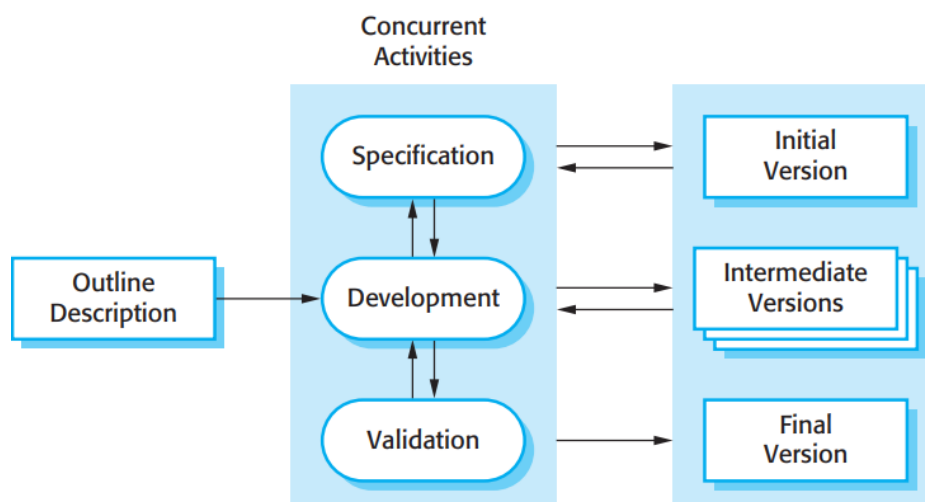 Concurrent
Activities
Specification
Initial
Version
Outline
Description
Development
Intermediate
Versions
Validation
Final
Version